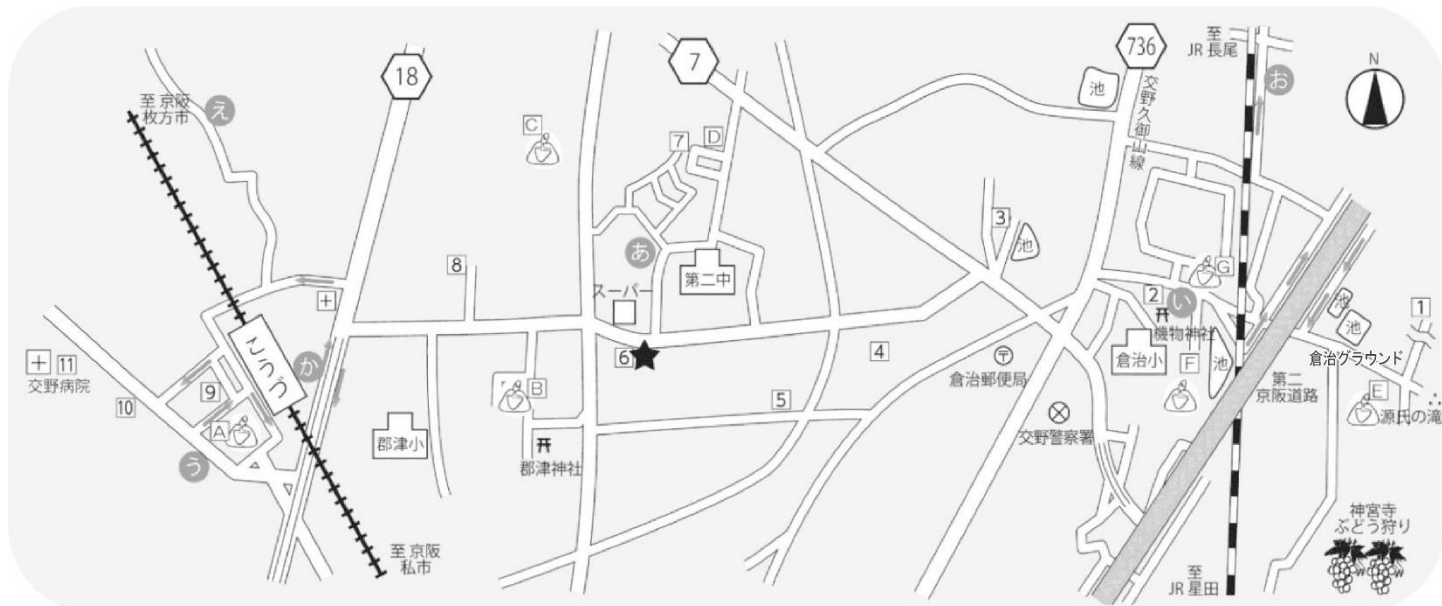 至
JR 長尾
736
18
7
N
池
お
交野久御山線
至 京阪
枚方市
え
C
7
D
3
池
あ
第二中
8
G
スーパー
2
い
機物神社
1
池
池
こうづ
6
4
〒
倉治郵便局
倉治小
F
池
倉治グラウンド
11
交野病院
か
9
10
A
B
5
第二
京阪道路
E
源氏の滝
郡津小
交野警察署
う
郡津神社
神宮寺
ぶどう狩り
至 京阪
私市
至
JR 星田